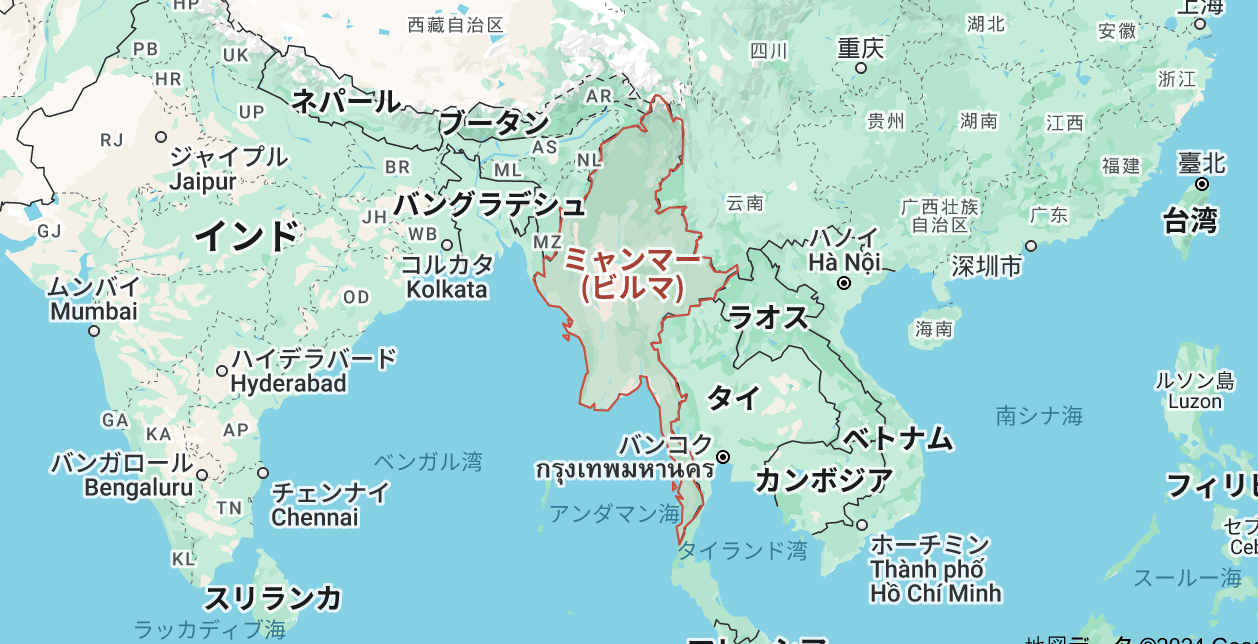 HP
西藏自治区
上海
湖北
安徽
四川
重庆
PB
UK
HR
浙江
AR
ネパール
UP
ブータン
贵州
湖南
江西
RJ
ジャイプル
Jaipur
AS
NL
BR
ML
福建
臺北
バングラデシュ
云南
广西壮族
自治区
广东
台湾
JH
GJ
インド
WB
MZ
ハノイ
Hà Nội
コルカタ
Kolkata
ミャンマー
(ビルマ)
深圳市
ムンバイ
Mumbai
OD
ラオス
海南
ハイデラバード
Hyderabad
ルソン島
Luzon
タイ
南シナ海
GA
KA
AP
バンコク
กรุงเทพมหานคร
ベトナム
バンガロール
Bengaluru
ベンガル湾
カンボジア
チェンナイ
Chennai
TN
アンダマン海
タイランド湾
ホーチミン
Thành phố
Hồ Chí Minh
KL
スールー海
スリランカ
ラッカディブ海